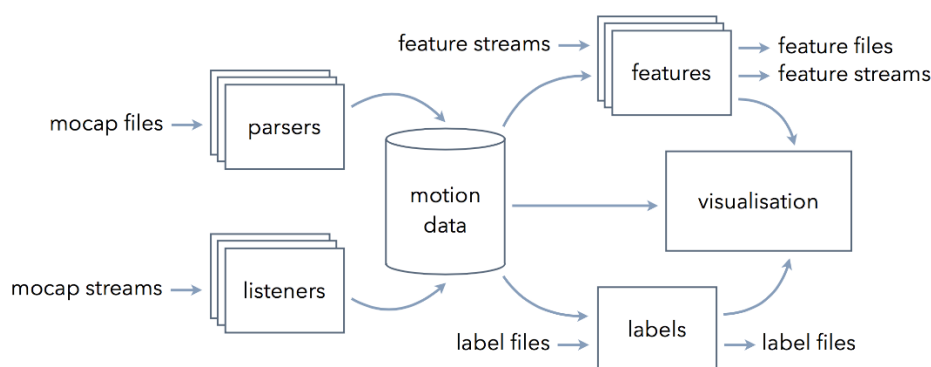 feature streams
features
feature files
feature streams
mocap files
parsers
motion
data
visualisation
mocap streams
listeners
label files
labels
label files